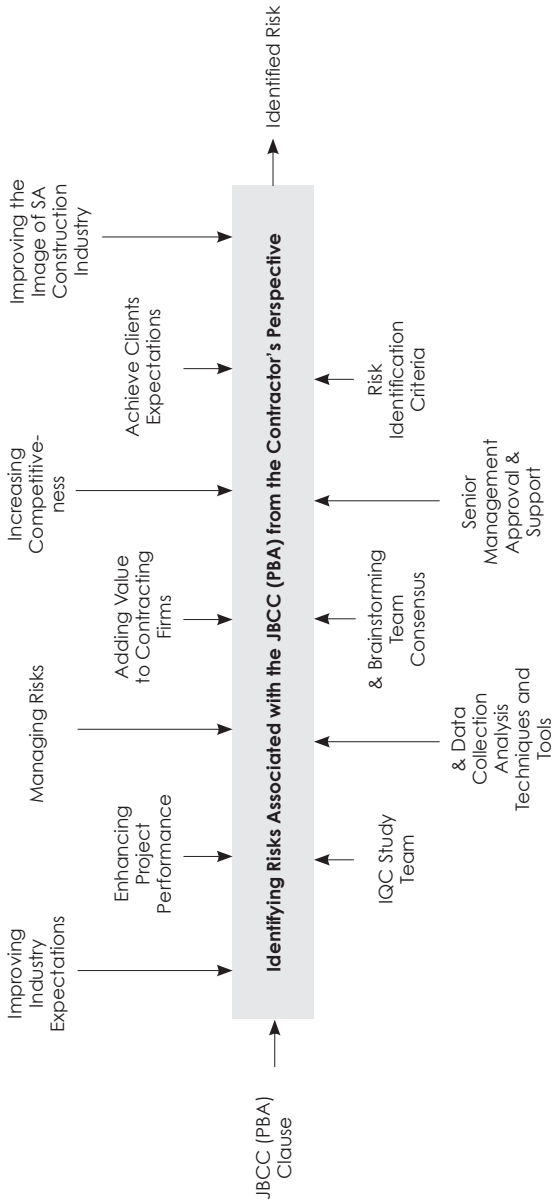 Improving
Industry
Expectations
Enhancing
Project
Performance
Managing Risks
Adding Value
to Contracting
Firms
Increasing
Competitive-
ness
Achieve Clients
Expectations
Improving the
Image of SA
Construction
Industry
JBCC (PBA)
Clause
Identifying Risks Associated with the JBCC (PBA) from the Contractor's Perspective
Identified Risk
IQC Study
Team
& Data
Collection
Analysis
Techniques and
Tools
& Brainstorming
Team
Consensus
Senior
Management
Approval &
Support
Risk
Identification
Criteria